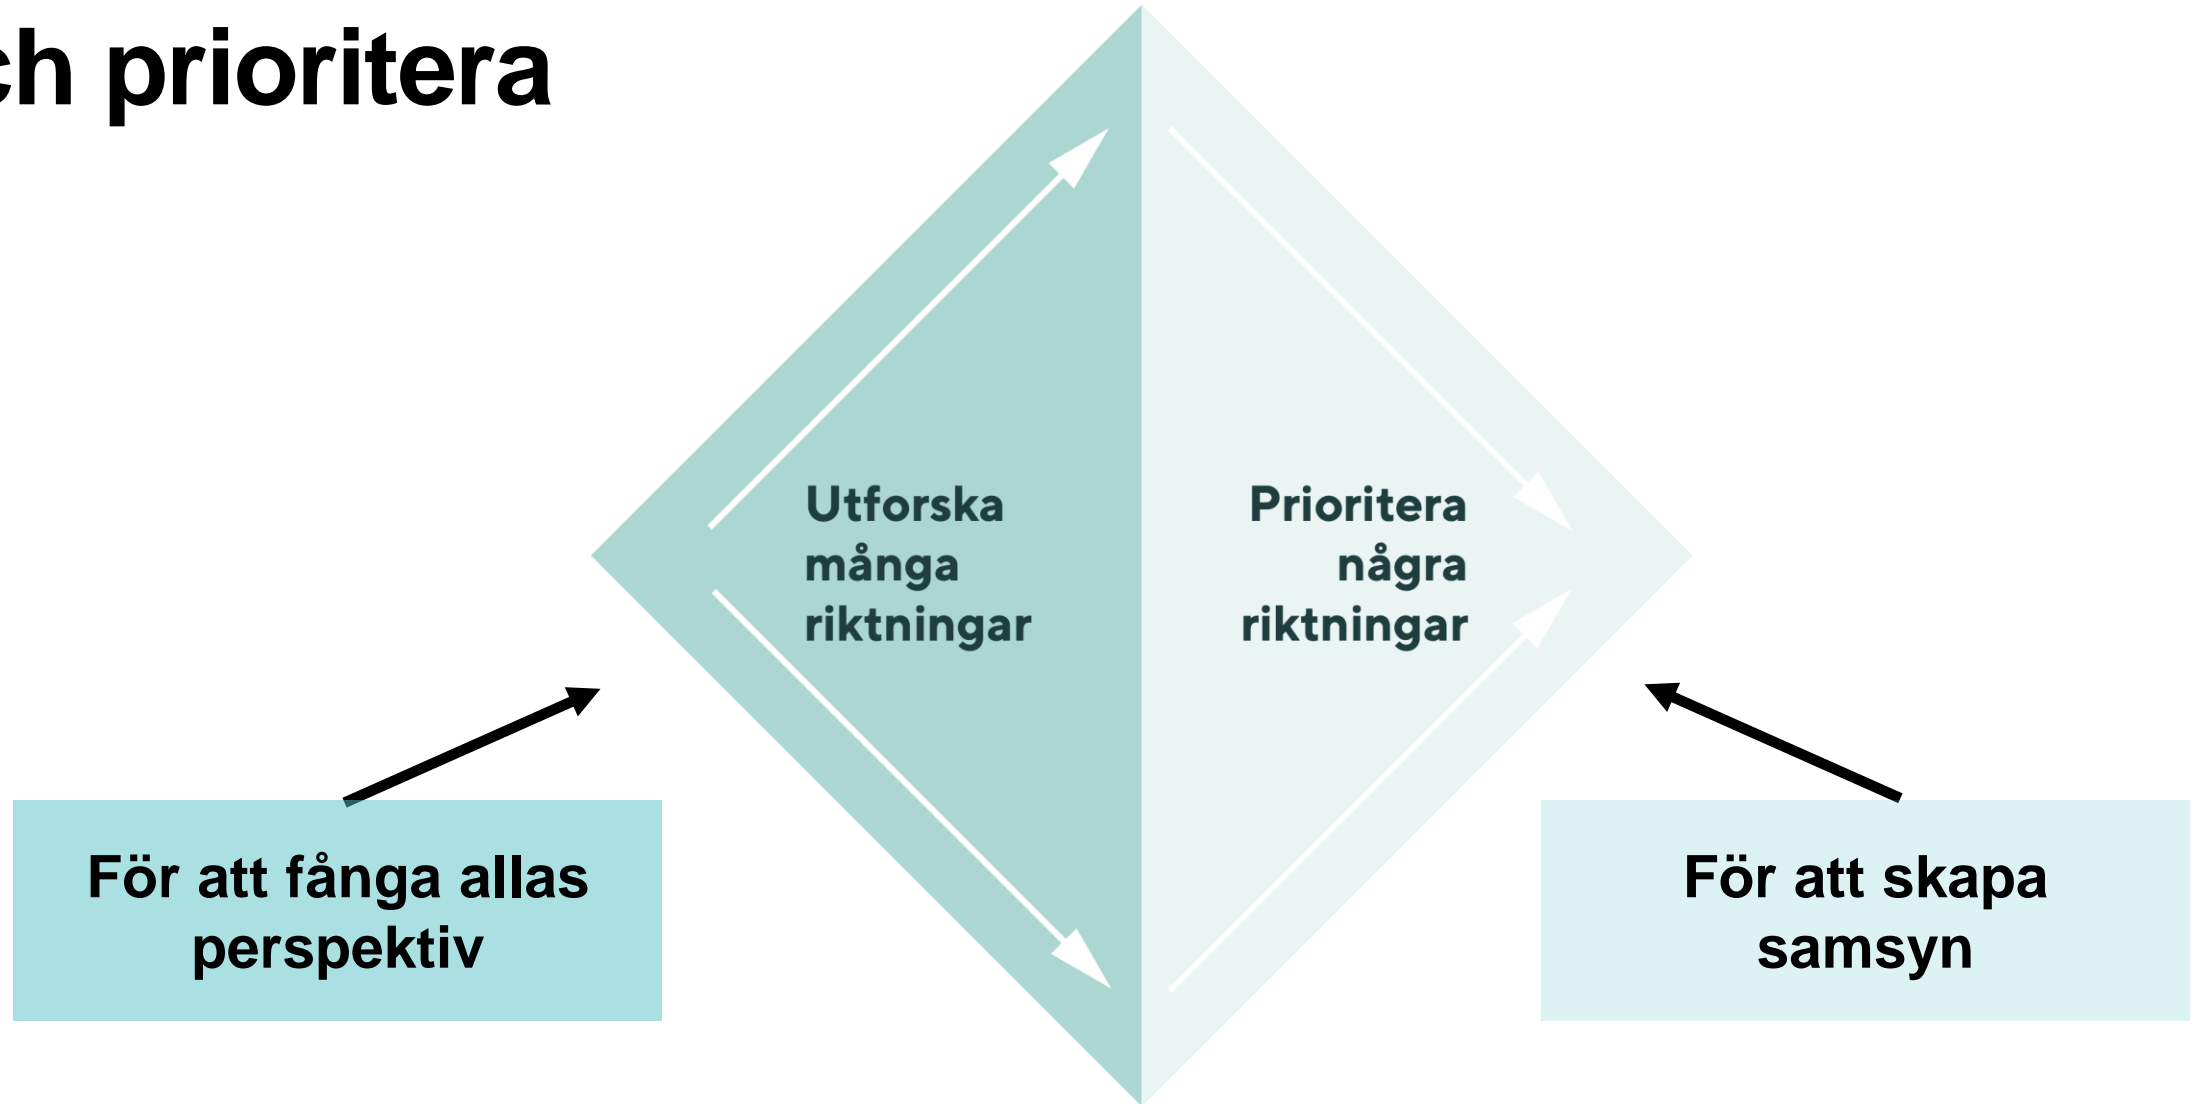 ch prioritera
Utforska
många
riktningar
Prioritera
några
riktningar
För att fånga allas
perspektiv
För att skapa
samsyn